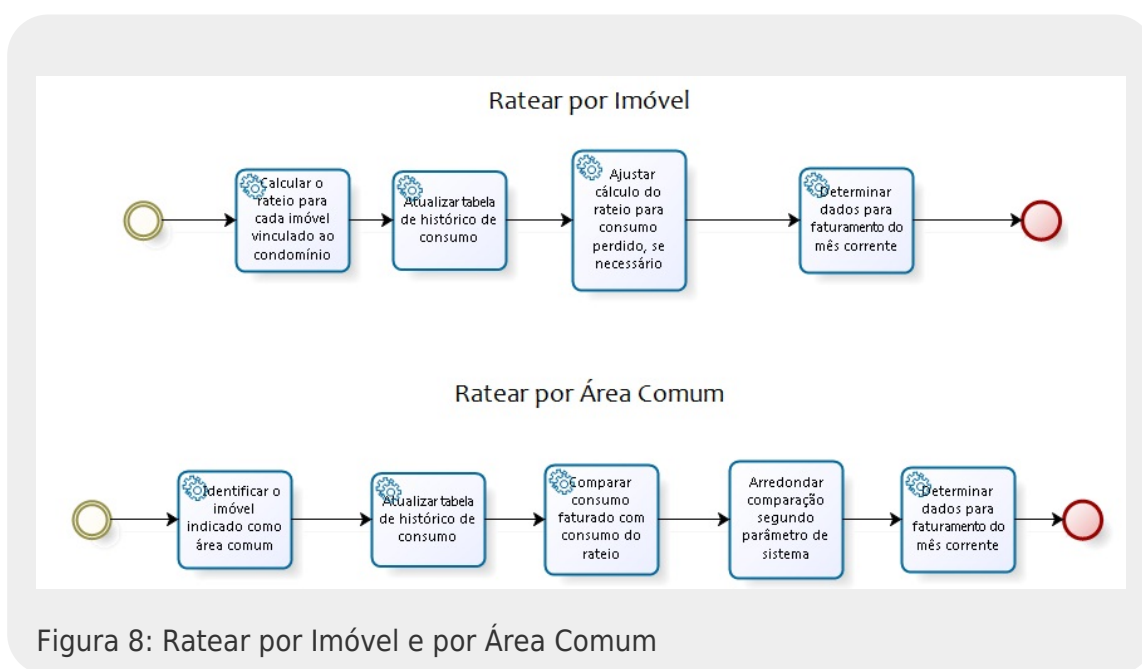 Ratear por Imóvel
Calcular o
rateio para
cada imóvel
vinculado ao
condomínio
Atualizar tabela
de histórico de
consumo
Ajustar
cálculo do
rateio para
consumo
perdido, se
necessário
Determinar
dados para
faturamento do
mês corrente
Ratear por Área Comum
Identificar o
imóvel
indicado como
área comum
Atualizar tabela
de histórico de
consumo
Comparar
consumo
faturado com
consumo do
rateio
Arredondar
comparação
segundo
parâmetro de
sistema
Determinar
dados para
faturamento do
mês corrente
Figura 8: Ratear por Imóvel e por Área Comum